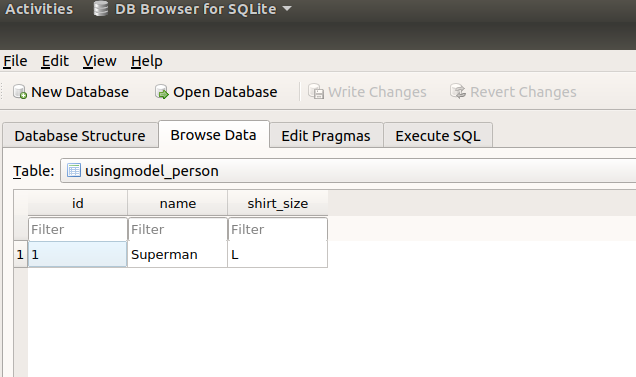 Activities DB Browser for SQLite
File Edit View Help
New Database Open Database Write Changes Revert Changes
Database Structure Browse Data Edit Pragmas Execute SQL
Table: usingmodel_person
id name shirt_size
Filter Filter Filter
1 1 Superman L